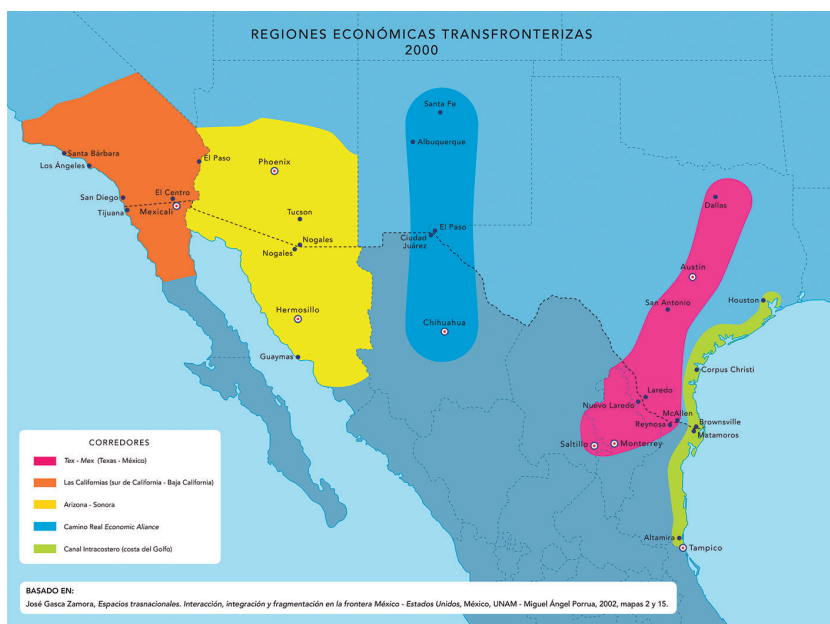 REGIONES ECONÓMICAS TRANSFRONTERIZAS
2000
Santa Fe
Albuquerque
Santa Bárbara
Los Ángeles
El Paso
Phoenix
San Diego
El Centro
Tijuana
Mexicali
Dallas
Tucson
Nogales
Nogales
El Paso
Ciudad
Juárez
Austin
San Antonio
Houston
Hermosillo
Chihuahua
Guaymas
Corpus Christi
Laredo
Nuevo Laredo
McAllen
Reynosa
Brownsville
Matamoros
Saltillo
Monterrey
Altamira
Tampico
CORREDORES
Tex - Mex (Texas - México)
Las Californias (sur de California - Baja California)
Arizona - Sonora
Camino Real Economic Aliance
Canal Intracostero (costa del Golfo)
BASADO EN:
José Gasca Zamora, Espacios trasnacionales. Interacción, integración y fragmentación en la frontera México - Estados Unidos, México, UNAM - Miguel Ángel Porrua, 2002, mapas 2 y 15.